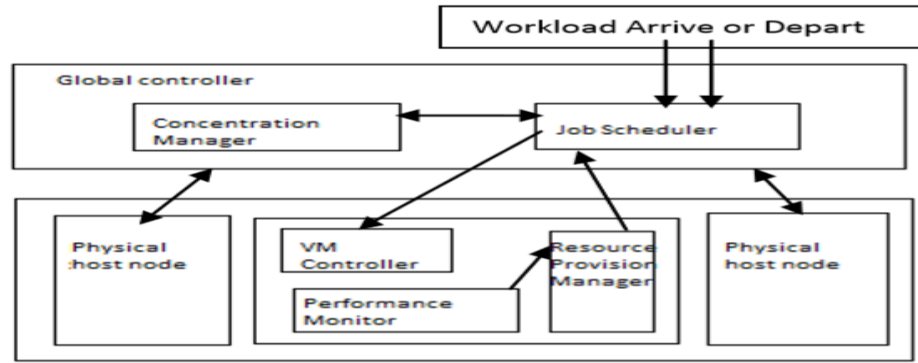 Workload Arrive or Depart
Global controller
Concentration
Manager
Job Scheduler
Physical
host node
VM
Controller
Performance
Monitor
Resource
Provision
Manager
Physical
host node